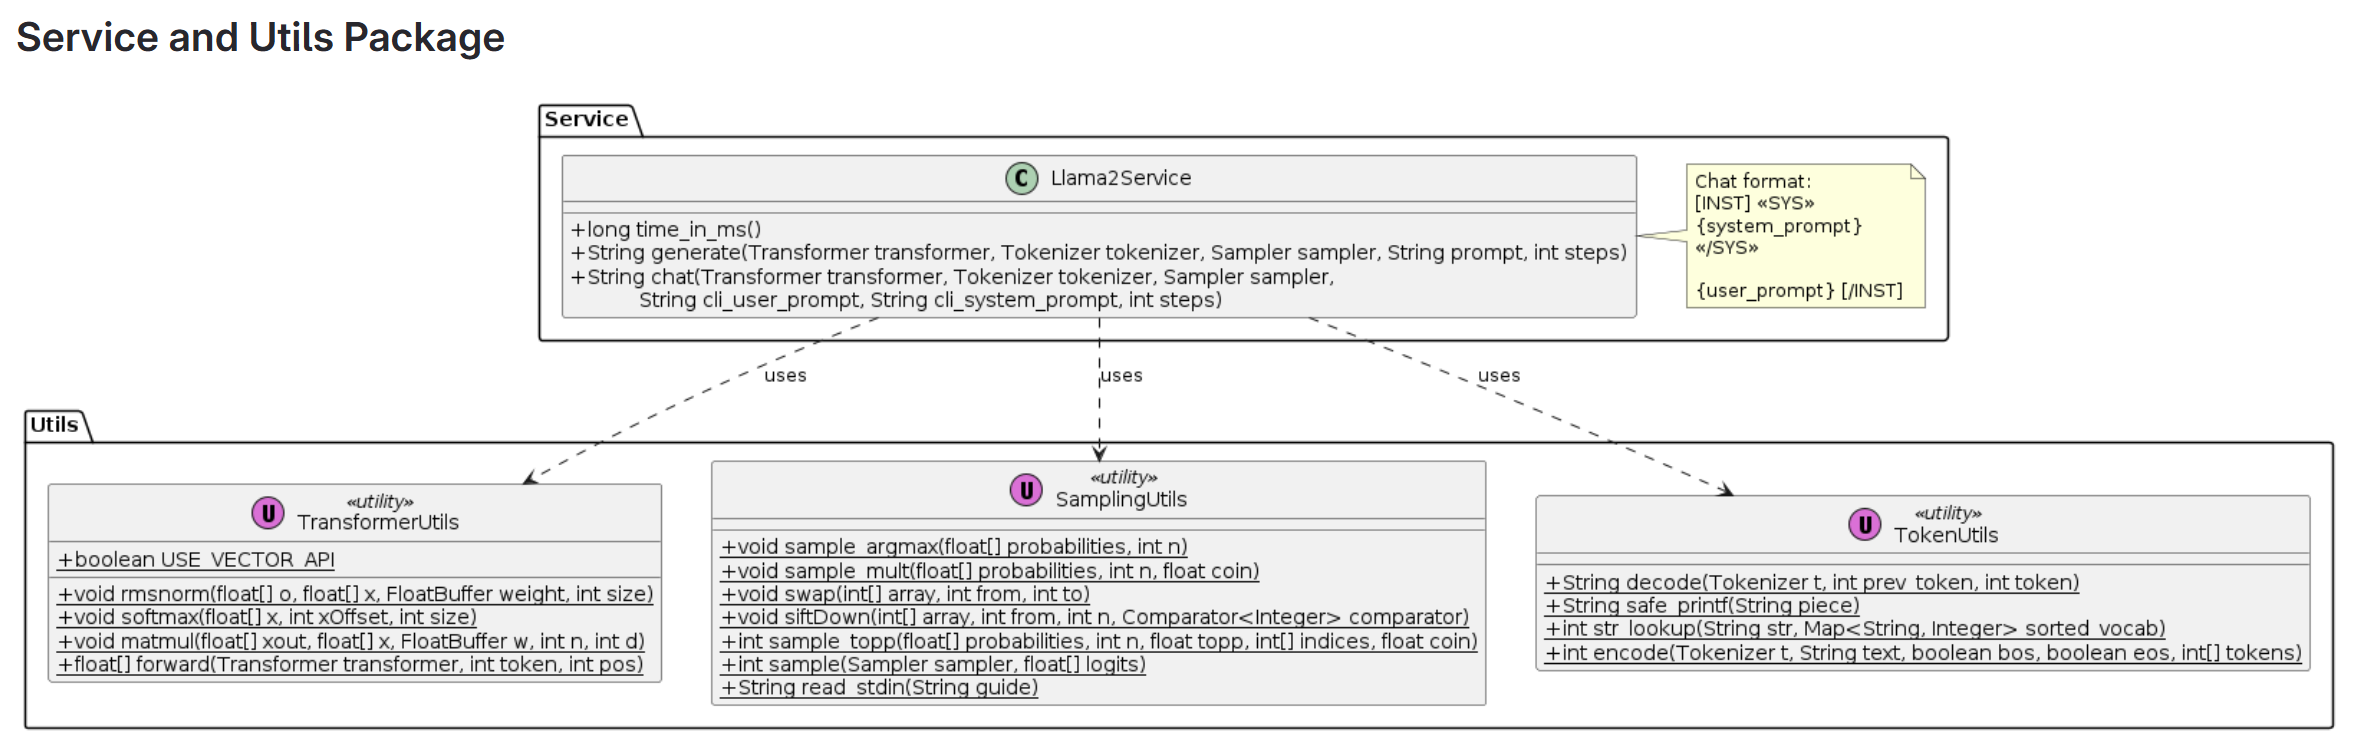 Service and Utils Package
Service
C Llama2Service
+long time_in_ms()
+String generate(Transformer transformer, Tokenizer tokenizer, Sampler sampler, String prompt, int steps)
+String chat(Transformer transformer, Tokenizer tokenizer, Sampler sampler,
String cli_user_prompt, String cli_system_prompt, int steps)
Chat format:
[INST] «SYS»
{system_prompt}
«/SYS»
{user_prompt} [/INST]
uses
uses
uses
Utils
«utility»
U TransformerUtils
+boolean USE_VECTOR_API
+void rmsnorm(float[] o, float[] x, FloatBuffer weight, int size)
+void softmax(float[] x, int xOffset, int size)
+void matmul(float[] xout, float[] x, FloatBuffer w, int n, int d)
+float[] forward(Transformer transformer, int token, int pos)
«utility»
U SamplingUtils
+void sample_argmax(float[] probabilities, int n)
+void sample_mult(float[] probabilities, int n, float coin)
+void swap(int[] array, int from, int to)
+void siftDown(int[] array, int from, int n, Comparator<Integer> comparator)
+int sample_topp(float[] probabilities, int n, float topp, int[] indices, float coin)
+int sample(Sampler sampler, float[] logits)
+String read_stdin(String guide)
«utility»
U TokenUtils
+String decode(Tokenizer t, int prev_token, int token)
+String safe_printf(String piece)
+int str_lookup(String str, Map<String, Integer> sorted_vocab)
+int encode(Tokenizer t, String text, boolean bos, boolean eos, int[] tokens)